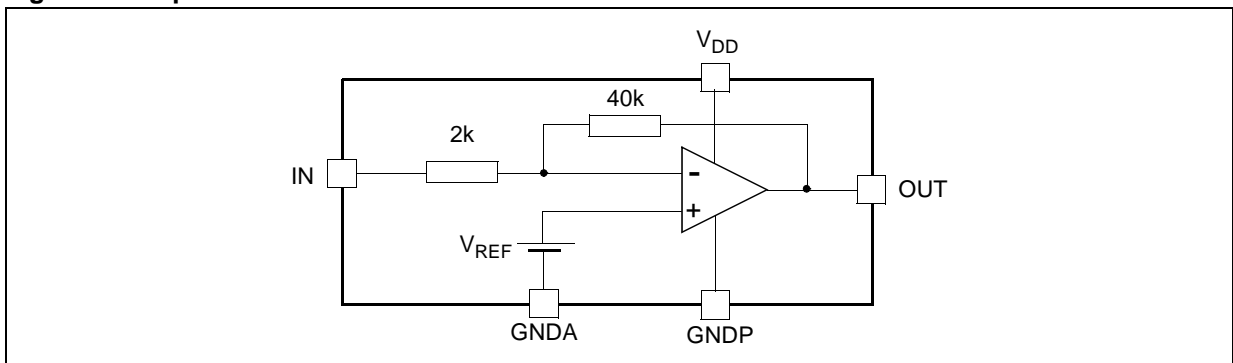 V_DD
40k
2k
IN
-
OUT
+
V_REF
GNDA
GNDP